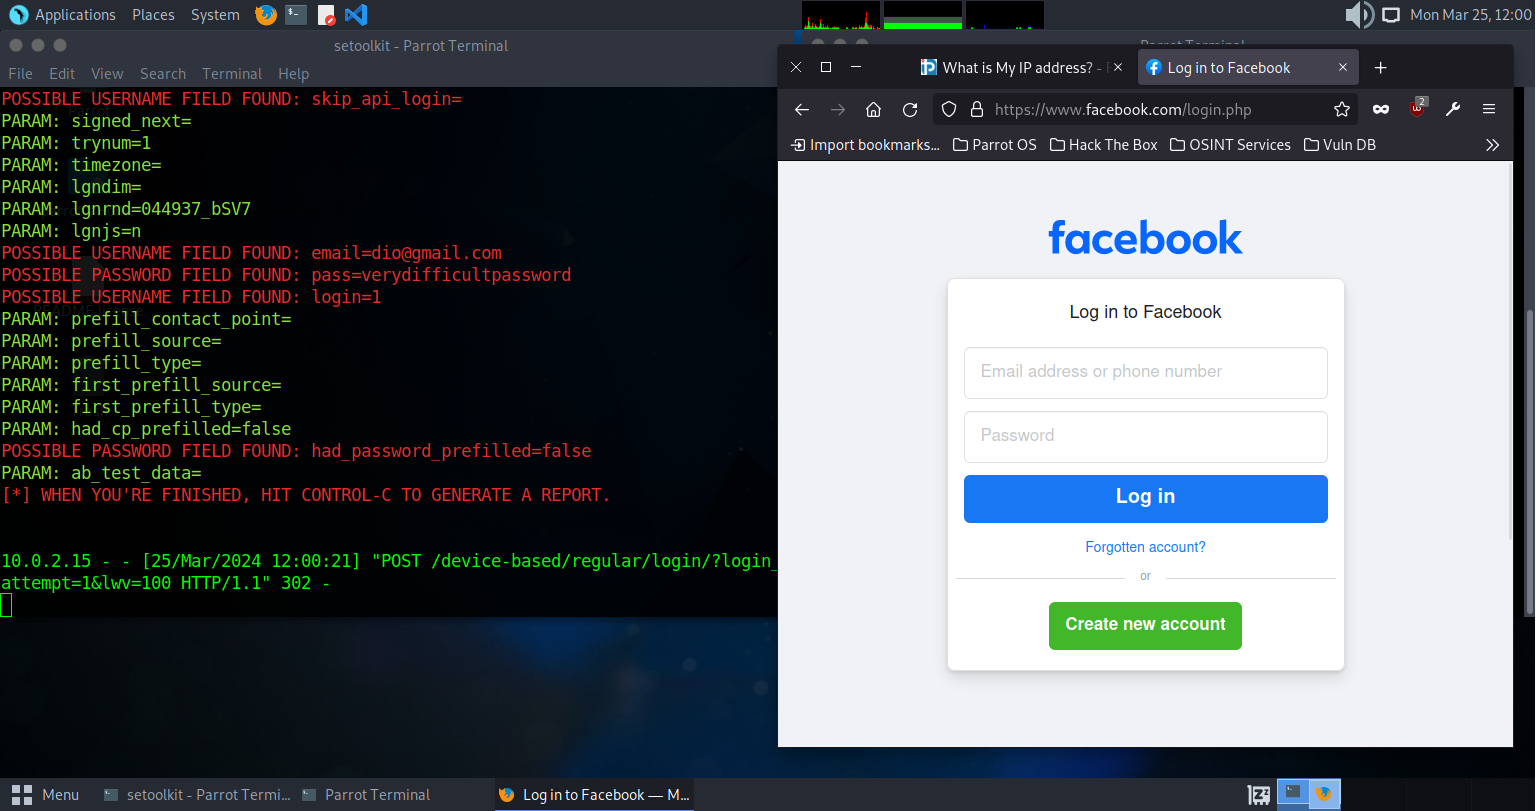 Applications Places System
Mon Mar 25, 12:00
setoolkit - Parrot Terminal
File Edit View Search Terminal Help
POSSIBLE USERNAME FIELD FOUND: skip_api_login=
PARAM: signed_next=
PARAM: trynum=1
PARAM: timezone=
PARAM: lgndim=
PARAM: lgnrnd=044937_bSV7
PARAM: lgnjs=n
POSSIBLE USERNAME FIELD FOUND: email=dio@gmail.com
POSSIBLE PASSWORD FIELD FOUND: pass=verydifficultpassword
POSSIBLE USERNAME FIELD FOUND: login=1
PARAM: prefill_contact_point=
PARAM: prefill_source=
PARAM: prefill_type=
PARAM: first_prefill_source=
PARAM: first_prefill_type=
PARAM: had_cp_prefilled=false
POSSIBLE PASSWORD FIELD FOUND: had_password_prefilled=false
PARAM: ab_test_data=
[*] WHEN YOU'RE FINISHED, HIT CONTROL-C TO GENERATE A REPORT.
10.0.2.15 - - [25/Mar/2024 12:00:21] "POST /device-based/regular/login/?login_
attempt=1&lwv=100 HTTP/1.1" 302 -
Parrot Terminal
What is My IP address? -
Log in to Facebook
https://www.facebook.com/login.php
2
Import bookmarks... Parrot OS Hack The Box OSINT Services Vuln DB
facebook
Log in to Facebook
Email address or phone number
Password
Log in
Forgotten account?
or
Create new account
Menu setoolkit - Parrot Termi... Parrot Terminal Log in to Facebook — M...